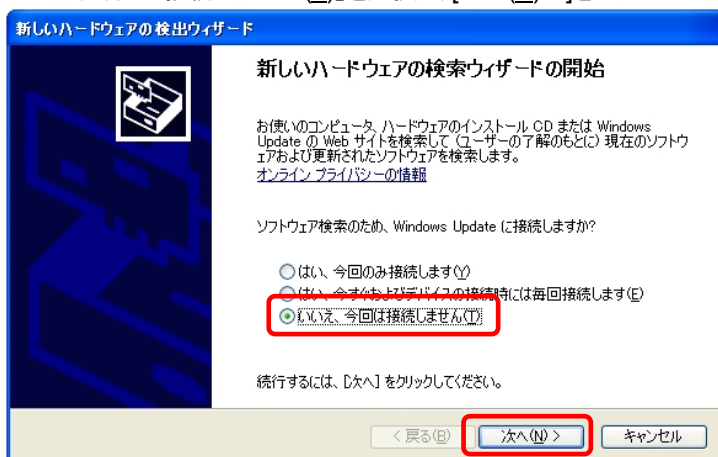 新しいハードウェアの検出ウィザード
新しいハードウェアの検索ウィザードの開始
お使いのコンピュータ、ハードウェアのインストール CD または Windows
Update の Web サイトを検索して (ユーザーの了解のもとに) 現在のソフトウ
ェアおよび更新されたソフトウェアを検索します。
オンライン プライバシーの情報
ソフトウェア検索のため、Windows Update に接続しますか?
はい、今回のみ接続します(Y)
はい、今すぐおよびデバイスの接続時には毎回接続します(E)
いいえ、今回は接続しません(T)
続行するには、[次へ] をクリックしてください。
< 戻る(B)
次へ(N) >
キャンセル